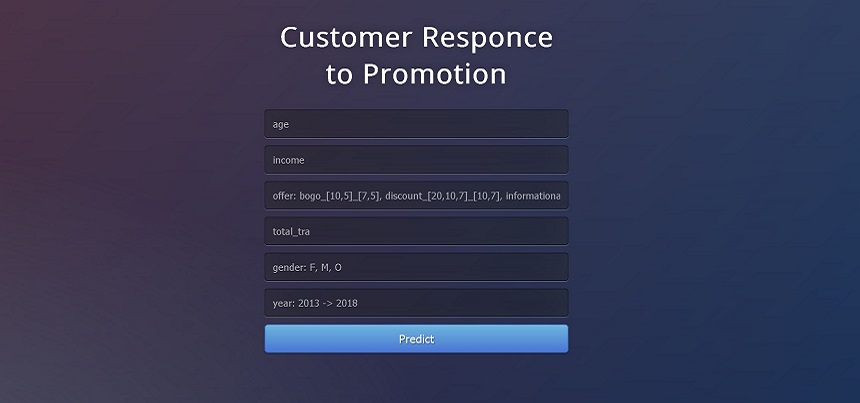 Customer Responce
to Promotion
age
income
offer: bogo_[10,5]_[7,5], discount_[20,10,7]_[10,7], informationa
total_tra
gender: F, M, O
year: 2013 -> 2018
Predict